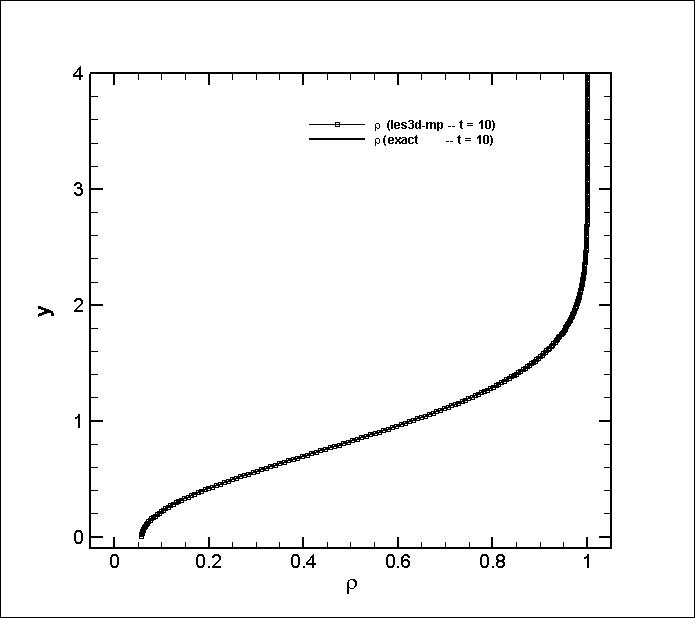 4
ρ (les3d-mp -- t = 10)
ρ (exact -- t = 10)
3
2
y
1
0
0 0.2 0.4 0.6 0.8 1
ρ